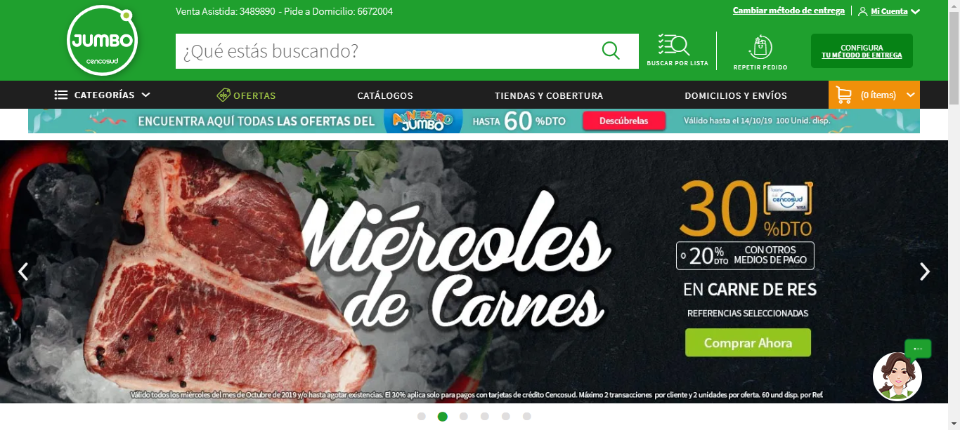 Venta Asistida: 3489890 - Pide a Domicilio: 6672004
Cambiar método de entrega
Mi Cuenta
JUMBO
cencosud
¿Qué estás buscando?
BUSCAR POR LISTA
REPETIR PEDIDO
CONFIGURA
TU MÉTODO DE ENTREGA
CATEGORÍAS
OFERTAS
CATÁLOGOS
TIENDAS Y COBERTURA
DOMICILIOS Y ENVÍOS
(0 ítems)
ENCUENTRA AQUÍ TODAS LAS OFERTAS DEL
JUMBO
HASTA 60 %DTO
Descúbrelas
Válido hasta el 14/10/19 100 Unid. disp.
Miércoles
de Carnes
30 %DTO
cencosud
o 20% DTO CON OTROS
MEDIOS DE PAGO
EN CARNE DE RES
REFERENCIAS SELECCIONADAS
Comprar Ahora
Válido todos los miércoles del mes de Octubre de 2019 y/o hasta agotar existencias. El 30% aplica solo para pagos con tarjetas de crédito Cencosud. Máximo 2 transacciones por cliente y 2 unidades por oferta. 60 und disp. por Ref.